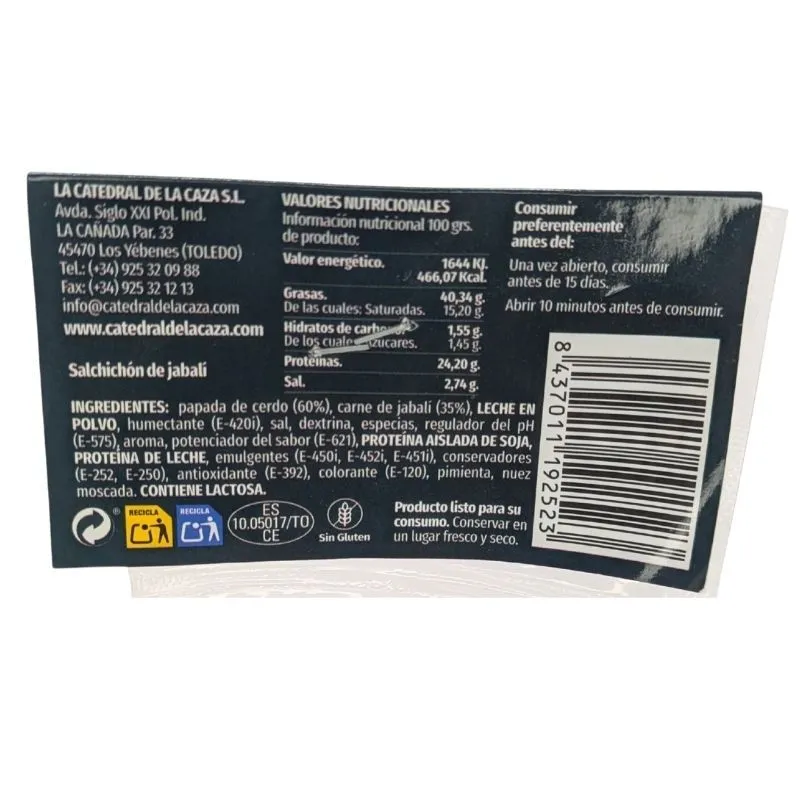 LA CATEDRAL DE LA CAZA S.L.
Avda. Siglo XXI Pol. Ind.
LA CAÑADA Par. 33
45470 Los Yébenes (TOLEDO)
Tel.: (+34) 925 32 09 88
Fax: (+34) 925 32 12 13
info@catedraldelacaza.com
www.catedraldelacaza.com
Salchichón de jabalí
VALORES NUTRICIONALES
Información nutricional 100 grs.
de producto:
Valor energético. 1644 KJ.
466,07 Kcal.
Grasas. 40,34 g.
De las cuales: Saturadas. 15,20 g.
Hidratos de 1,55 g.
De los 1,45 g.
Proteínas. 24,20 g.
Sal. 2,74 g.
Consumir
preferentemente
antes del:
Una vez abierto, consumir
antes de 15 días.
Abrir 10 minutos antes de consumir.
INGREDIENTES: papada de cerdo (60%), carne de jabalí (35%), LECHE EN
POLVO, humectante (E-420i), sal, dextrina, especias, regulador del pH
(E-575), aroma, potenciador del sabor (E-621), PROTEÍNA AISLADA DE SOJA,
PROTEÍNA DE LECHE, emulgentes (E-450i, E-452i, E-451i), conservadores
(E-252, E-250), antioxidante (E-392), colorante (E-120), pimienta, nuez
moscada. CONTIENE LACTOSA.
RECICLA
RECICLA
ES
10.05017/TO
CE
Sin Gluten
Producto listo para su
consumo. Conservar en
un lugar fresco y seco.
8 437011 192523